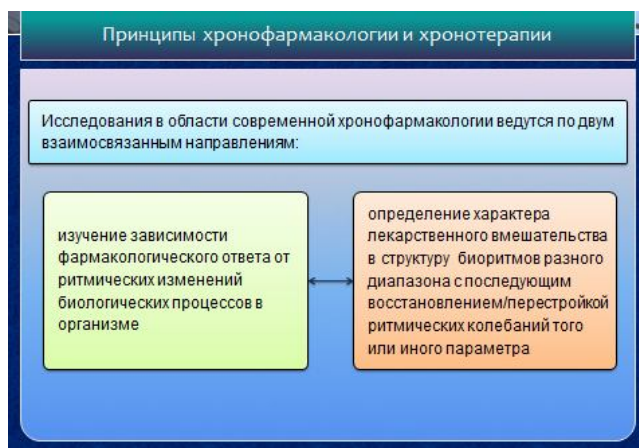 Принципы хронофармакологии и хронотерапии
Исследования в области современной хронофармакологии ведутся по двум
взаимосвязанным направлениям:
изучение зависимости
фармакологического ответа от
ритмических изменений
биологических процессов в
организме
определение характера
лекарственного вмешательства
в структуру биоритмов разного
диапазона с последующим
восстановлением/перестройкой
ритмических колебаний того
или иного параметра